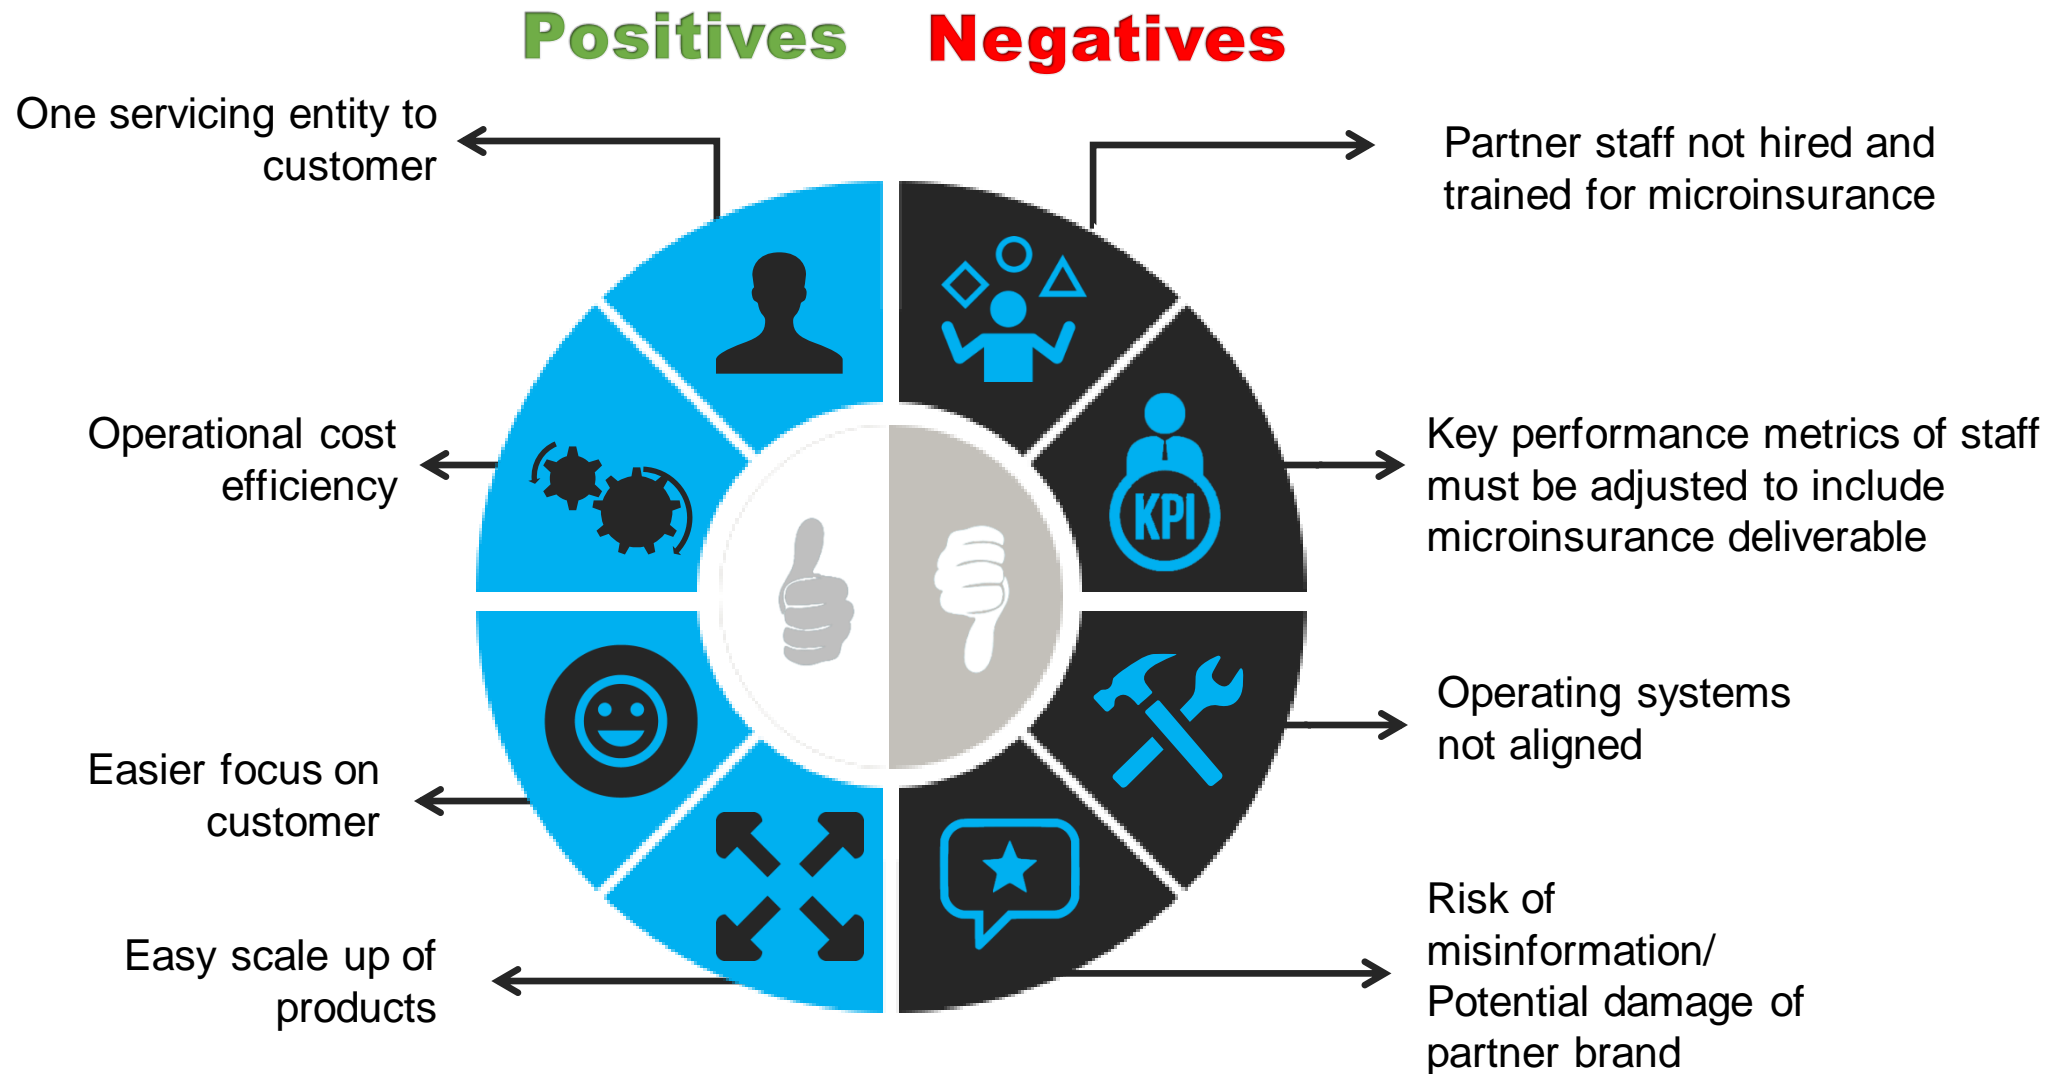 Positives
Negatives
One servicing entity to
customer
Operational cost
efficiency
Easier focus on
customer
Easy scale up of
products
Partner staff not hired and
trained for microinsurance
Key performance metrics of staff
must be adjusted to include
microinsurance deliverable
KPI
Operating systems
not aligned
Risk of
misinformation/
Potential damage of
partner brand